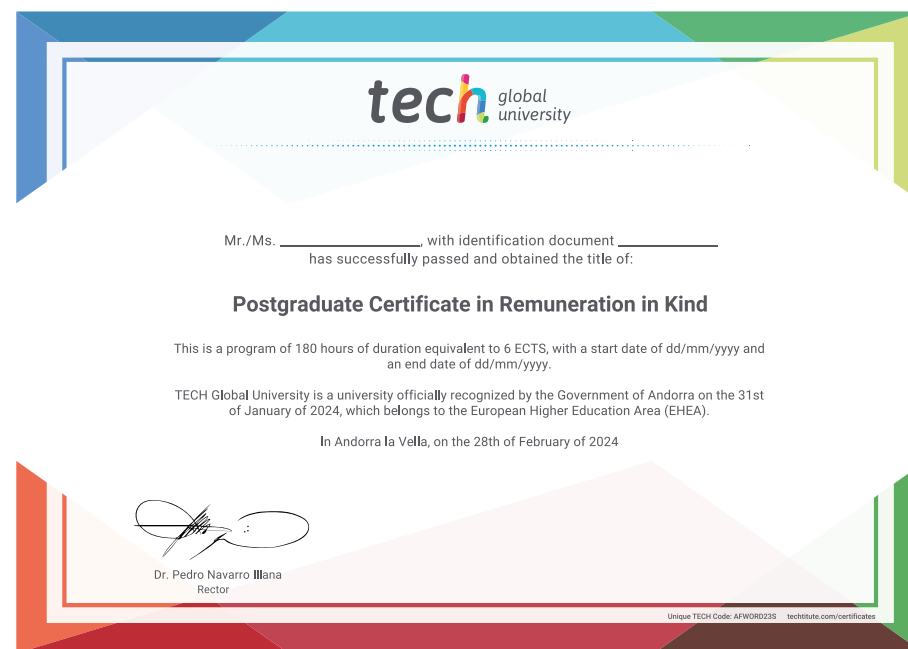 tech global
university
Mr./Ms. ____________, with identification document ____________
has successfully passed and obtained the title of:
Postgraduate Certificate in Remuneration in Kind
This is a program of 180 hours of duration equivalent to 6 ECTS, with a start date of dd/mm/yyyy and
an end date of dd/mm/yyyy.
TECH Global University is a university officially recognized by the Government of Andorra on the 31st
of January of 2024, which belongs to the European Higher Education Area (EHEA).
In Andorra la Vella, on the 28th of February of 2024
Dr. Pedro Navarro Illana
Rector
Unique TECH Code: AFWORD23S techtitute.com/certificates